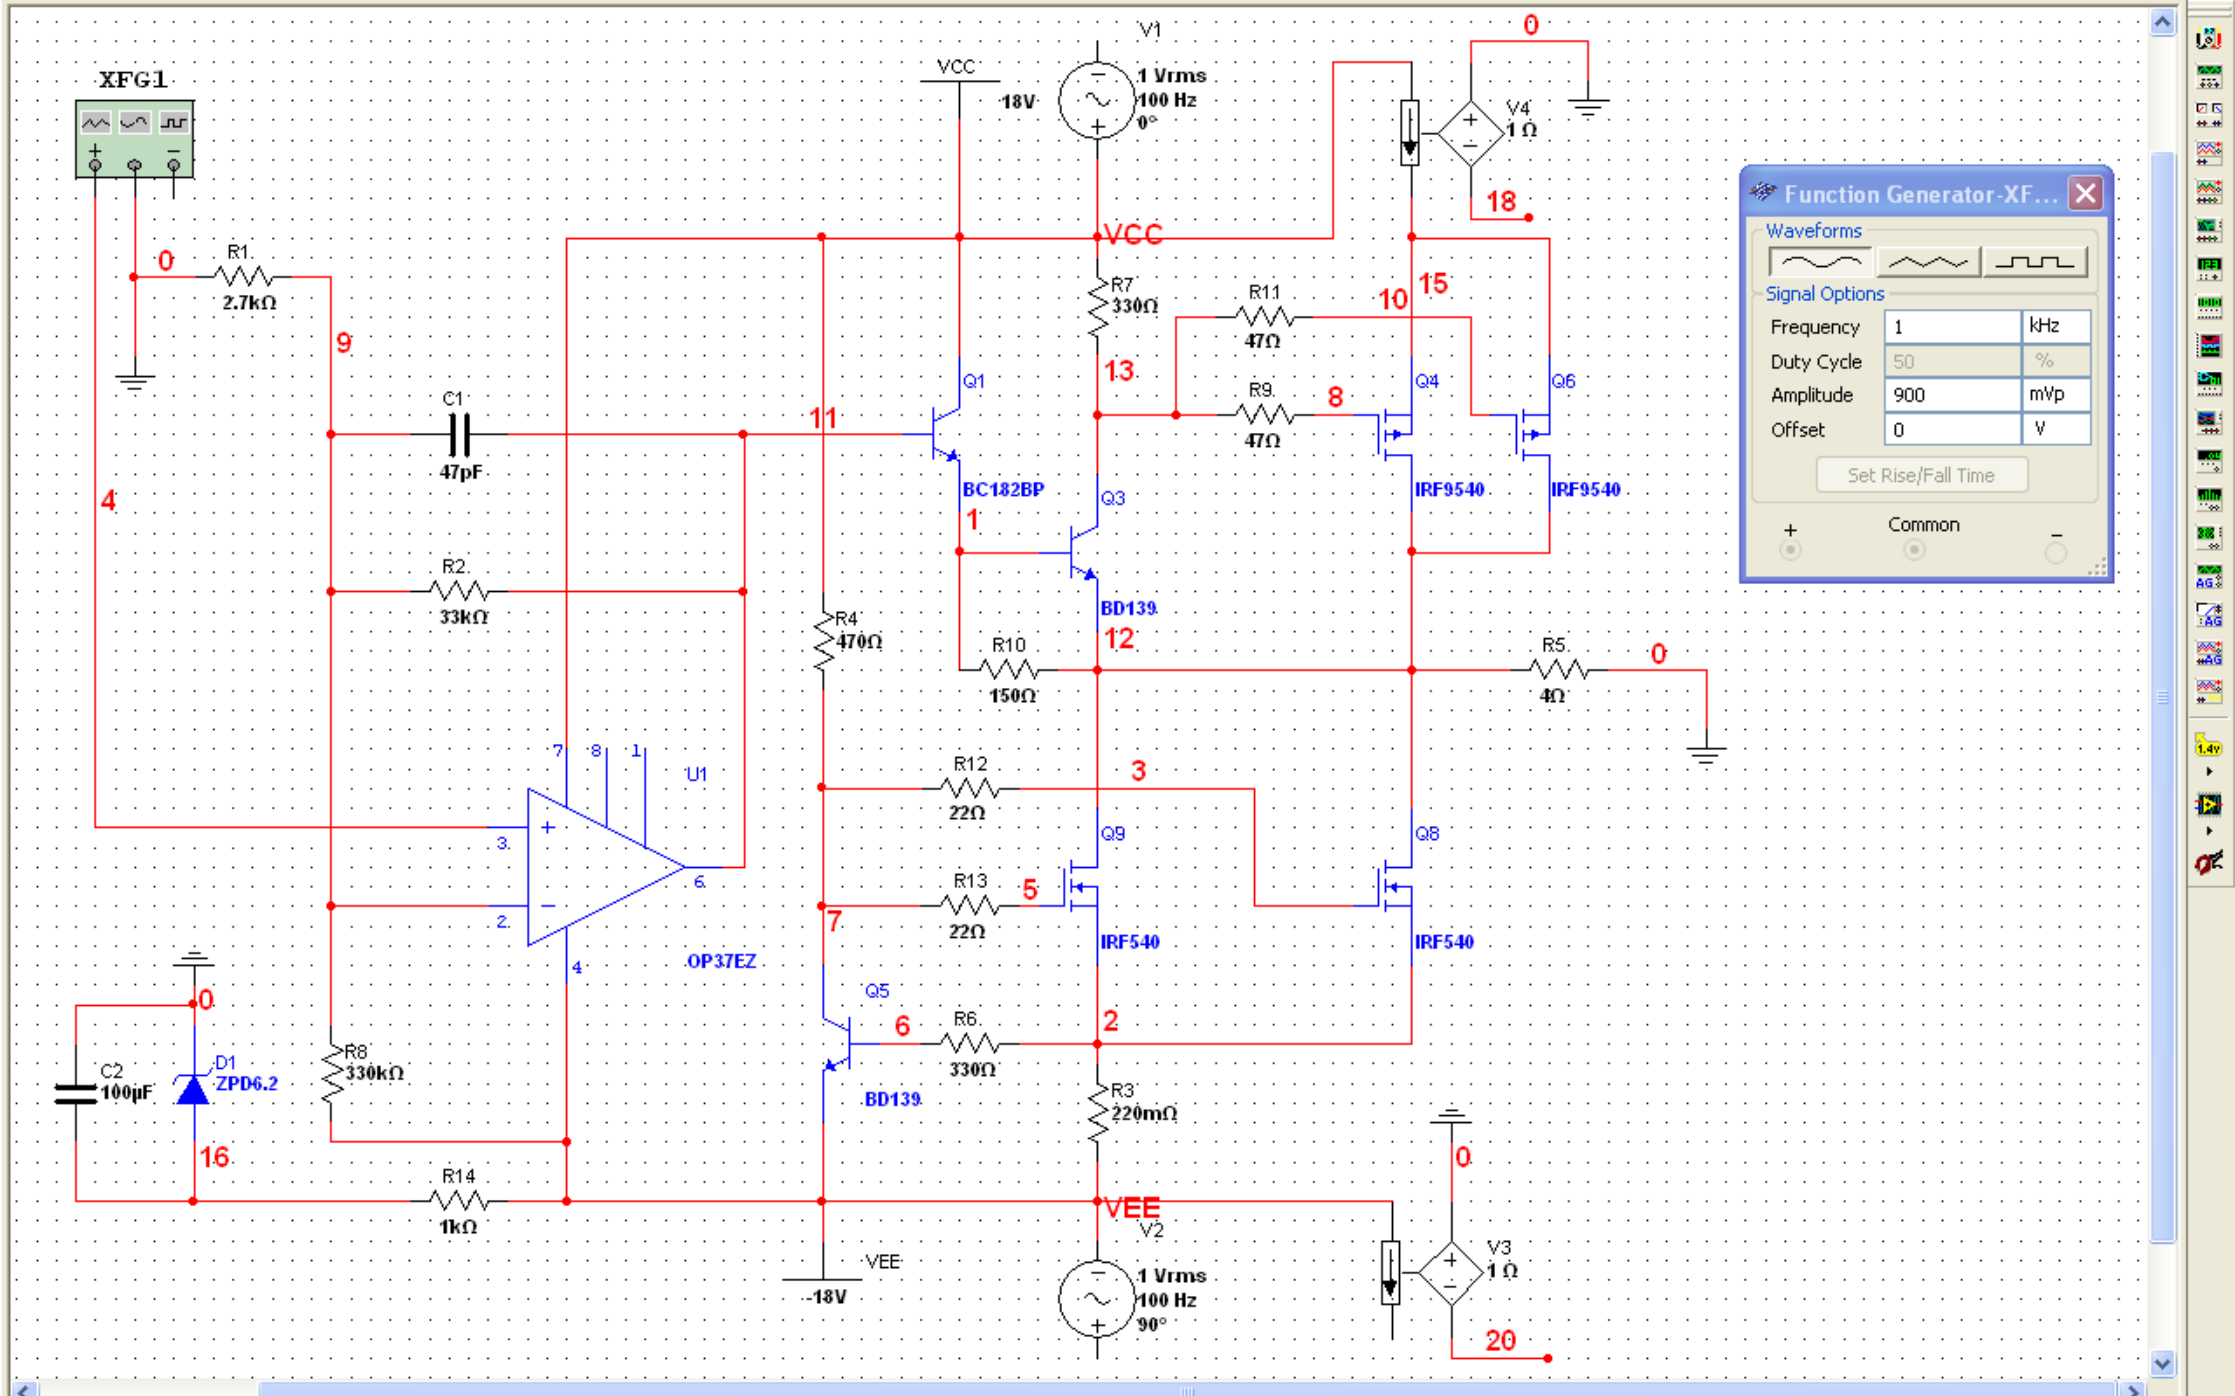 XFG1
+
−
VCC
18V
V1
−
1 Vrms
100 Hz
+
0°
0
V4
1 Ω
+
−
18
Function Generator-XF...
Waveforms
Signal Options
Frequency
1
kHz
Duty Cycle
50
%
Amplitude
900
mVp
Offset
0
V
Set Rise/Fall Time
+
Common
−
0
R1
2.7kΩ
VCC
R7
330Ω
R11
47Ω
10
15
9
13
C1
47pF
11
Q1
BC182BP
R9
47Ω
8
Q4
IRF9540
Q6
IRF9540
4
1
Q3
BD139
12
R2
33kΩ
R4
470Ω
R10
150Ω
R5
4Ω
0
7
8
1
U1
+
3
−
2
6
4
OP37EZ
R12
22Ω
3
R13
22Ω
5
7
Q9
IRF540
Q8
IRF540
Q5
BD139
6
R6
330Ω
2
0
C2
100µF
D1
ZPD6.2
16
R8
330kΩ
R3
220mΩ
R14
1kΩ
VEE
VEE
-18V
V2
−
1 Vrms
100 Hz
+
90°
0
V3
1 Ω
+
−
20
123
AG
AG
AG
1.4v